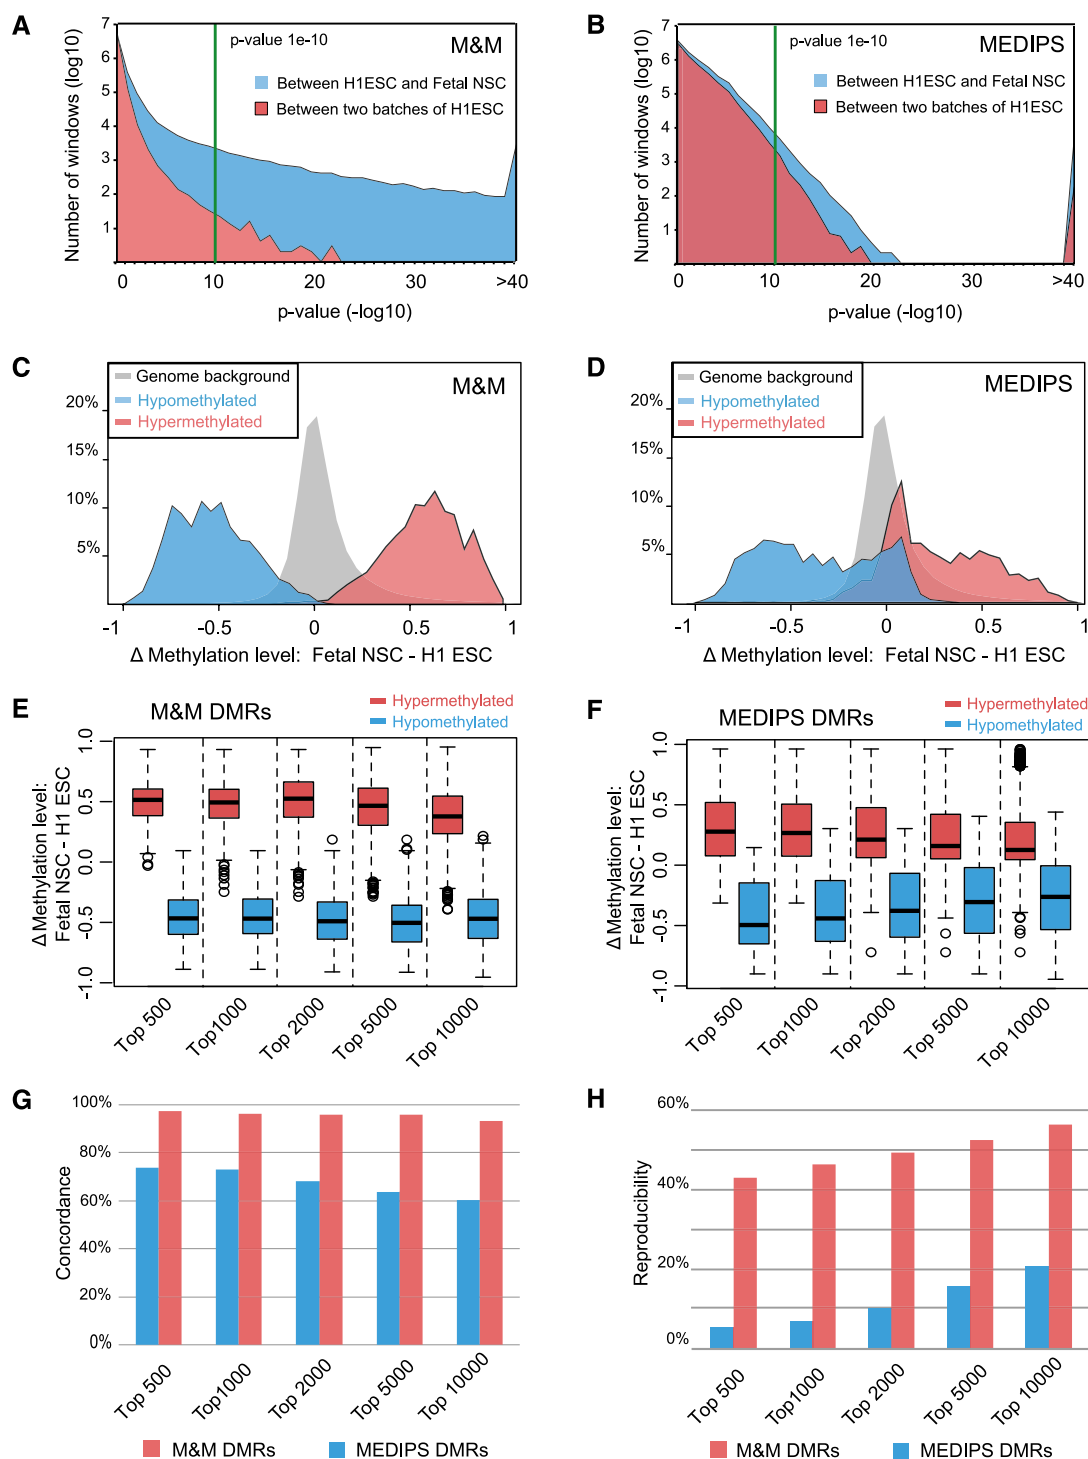 A
M&M
p-value 1e-10
Between H1ESC and Fetal NSC
Between two batches of H1ESC
Number of windows (log10)
7
6
5
4
3
2
1
0
10
20
30
>40
p-value (-log10)
B
MEDIPS
p-value 1e-10
Between H1ESC and Fetal NSC
Between two batches of H1ESC
Number of windows (log10)
7
6
5
4
3
2
1
0
10
20
30
>40
p-value (-log10)
C
M&M
Genome background
Hypomethylated
Hypermethylated
20%
15%
10%
5%
-1
-0.5
0
0.5
1
Δ Methylation level: Fetal NSC - H1 ESC
D
MEDIPS
Genome background
Hypomethylated
Hypermethylated
20%
15%
10%
5%
-1
-0.5
0
0.5
1
Δ Methylation level: Fetal NSC - H1 ESC
E
M&M DMRs
Hypermethylated
Hypomethylated
Δ Methylation level:
Fetal NSC - H1 ESC
1.0
0.5
0.0
-0.5
-1.0
Top 500
Top1000
Top 2000
Top 5000
Top 10000
F
MEDIPS DMRs
Hypermethylated
Hypomethylated
Δ Methylation level:
Fetal NSC - H1 ESC
1.0
0.5
0.0
-0.5
-1.0
Top 500
Top1000
Top 2000
Top 5000
Top 10000
G
Concordance
100%
80%
60%
40%
20%
0%
Top 500
Top1000
Top 2000
Top 5000
Top 10000
M&M DMRs
MEDIPS DMRs
H
Reproducibility
60%
40%
20%
0%
Top 500
Top1000
Top 2000
Top 5000
Top 10000
M&M DMRs
MEDIPS DMRs